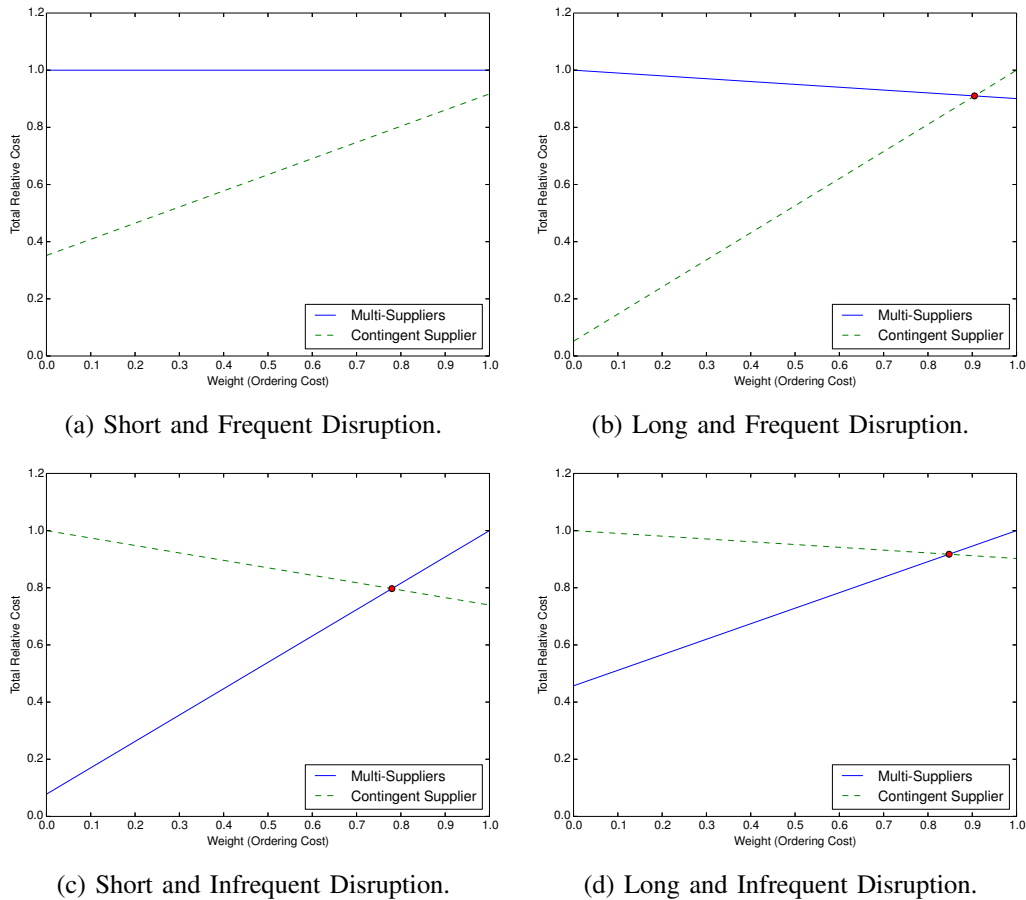 1.2
1.0
0.8
0.6
0.4
0.2
0.0
Total Relative Cost
Multi-Suppliers
Contingent Supplier
0.0 0.1 0.2 0.3 0.4 0.5 0.6 0.7 0.8 0.9 1.0
Weight (Ordering Cost)
(a) Short and Frequent Disruption.
1.2
1.0
0.8
0.6
0.4
0.2
0.0
Total Relative Cost
Multi-Suppliers
Contingent Supplier
0.0 0.1 0.2 0.3 0.4 0.5 0.6 0.7 0.8 0.9 1.0
Weight (Ordering Cost)
(b) Long and Frequent Disruption.
1.2
1.0
0.8
0.6
0.4
0.2
0.0
Total Relative Cost
Multi-Suppliers
Contingent Supplier
0.0 0.1 0.2 0.3 0.4 0.5 0.6 0.7 0.8 0.9 1.0
Weight (Ordering Cost)
(c) Short and Infrequent Disruption.
1.2
1.0
0.8
0.6
0.4
0.2
0.0
Total Relative Cost
Multi-Suppliers
Contingent Supplier
0.0 0.1 0.2 0.3 0.4 0.5 0.6 0.7 0.8 0.9 1.0
Weight (Ordering Cost)
(d) Long and Infrequent Disruption.